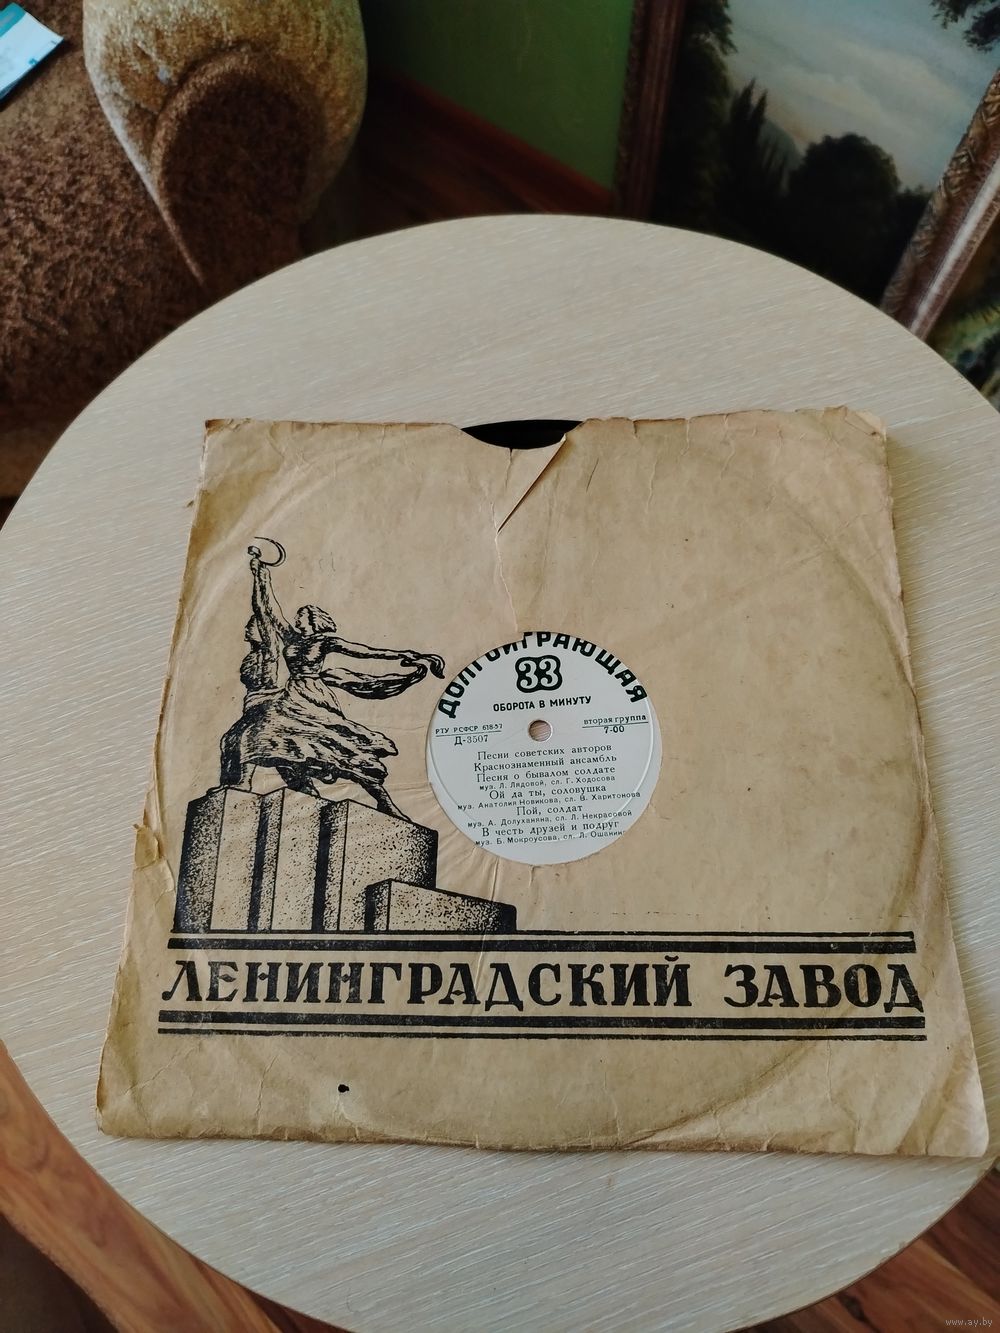 ДОЛГОИГРАЮЩАЯ
33
ОБОРОТА В МИНУТУ
РТУ РСФСР 618-57
вторая группа
Д-3507
7-00
Песни советских авторов
Краснознаменный ансамбль
Песня о бывалом солдате
муз. Л. Лядовой, сл. Г. Ходосова
Ой да ты, соловушка
муз. Анатолия Новикова, сл. В. Харитонова
Пой, солдат
муз. А. Долуханяна, сл. Л. Некрасовой
В честь друзей и подруг
муз. Б. Мокроусова, сл. Л. Ошанина
ЛЕНИНГРАДСКИЙ ЗАВОД
www.ay.by